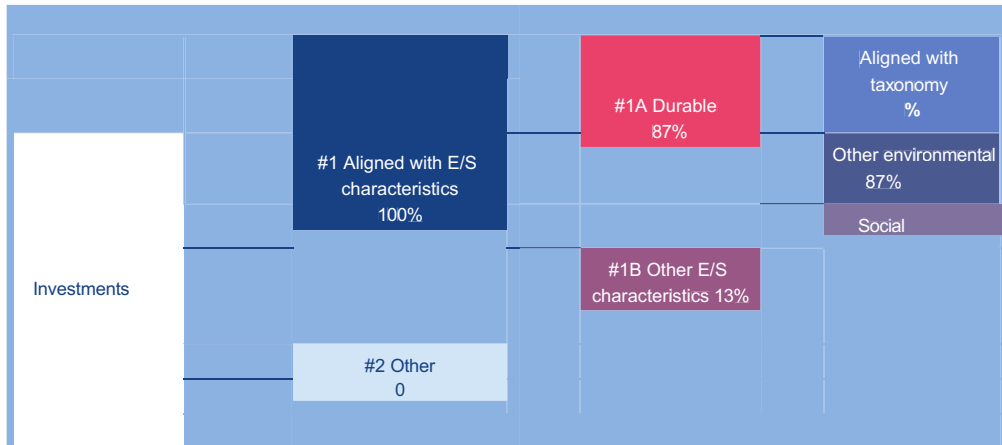 Investments
#1 Aligned with E/S
characteristics
100%
#2 Other
0
#1A Durable
87%
#1B Other E/S
characteristics 13%
Aligned with
taxonomy
%
Other environmental
87%
Social